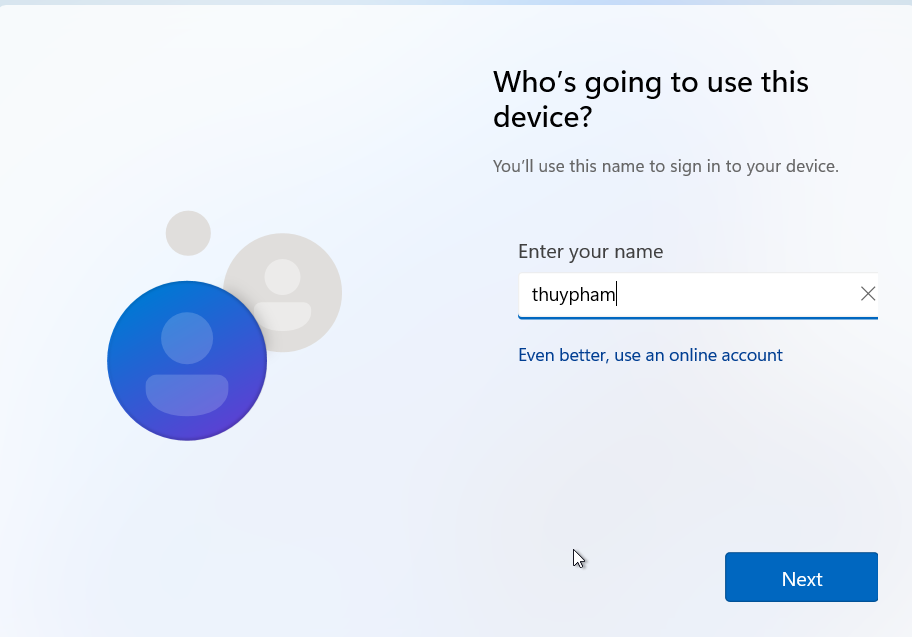 Who’s going to use this
device?
You’ll use this name to sign in to your device.
Enter your name
thuypham
Even better, use an online account
Next